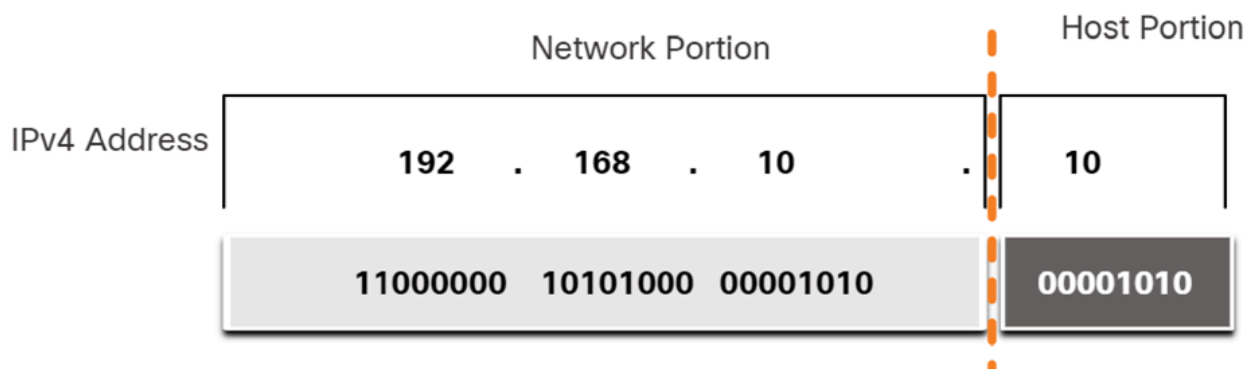 Network Portion
Host Portion
IPv4 Address
192 . 168 . 10 . 10
11000000 10101000 00001010 00001010